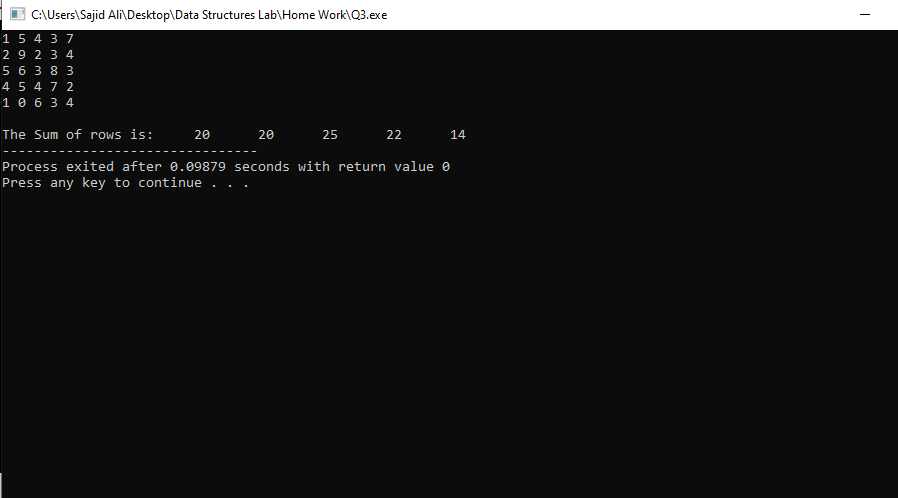 C:\Users\Sajid Ali\Desktop\Data Structures Lab\Home Work\Q3.exe
1 5 4 3 7
2 9 2 3 4
5 6 3 8 3
4 5 4 7 2
1 0 6 3 4
The Sum of rows is:     20      20      25      22      14
--------------------------------
Process exited after 0.09879 seconds with return value 0
Press any key to continue . . .